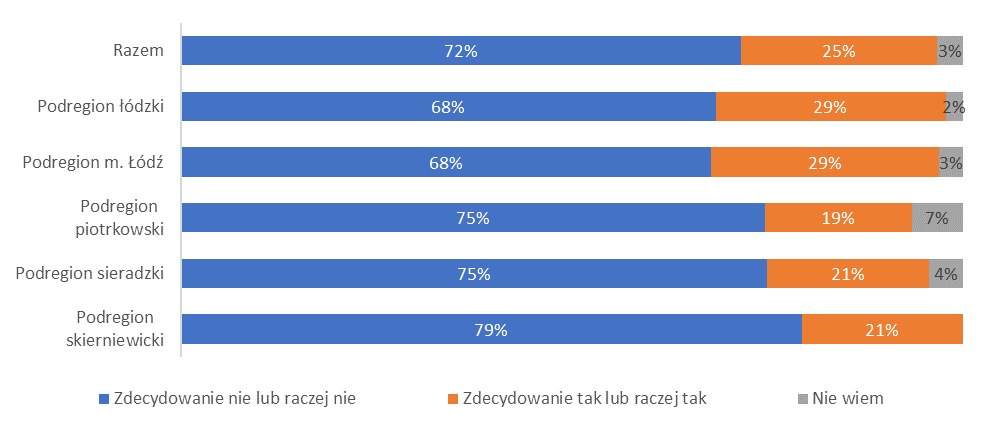 Razem
72%
25%
3%
Podregion łódzki
68%
29%
2%
Podregion m. Łódź
68%
29%
3%
Podregion
piotrkowski
75%
19%
7%
Podregion sieradzki
75%
21%
4%
Podregion
skierniewicki
79%
21%
Zdecydowanie nie lub raczej nie
Zdecydowanie tak lub raczej tak
Nie wiem